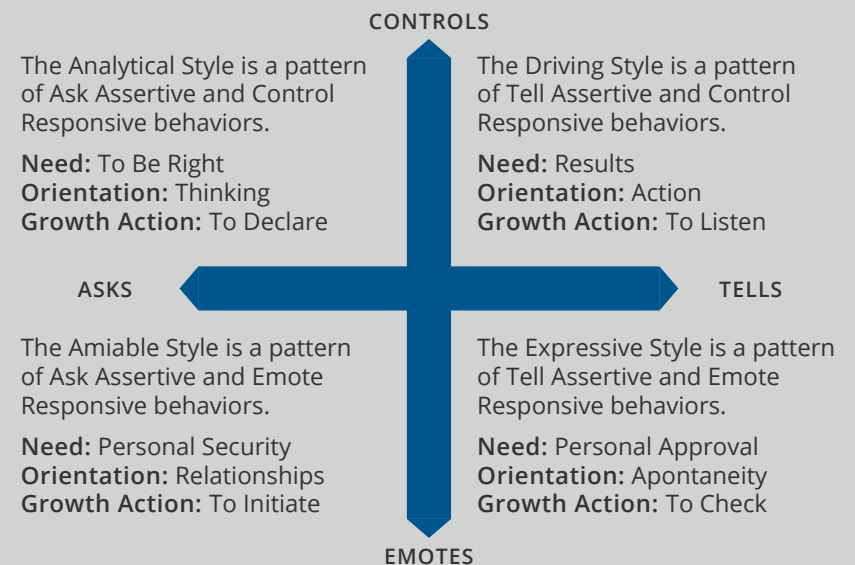 CONTROLS
The Analytical Style is a pattern
of Ask Assertive and Control
Responsive behaviors.
Need: To Be Right
Orientation: Thinking
Growth Action: To Declare
The Driving Style is a pattern
of Tell Assertive and Control
Responsive behaviors.
Need: Results
Orientation: Action
Growth Action: To Listen
ASKS
TELLS
The Amiable Style is a pattern
of Ask Assertive and Emote
Responsive behaviors.
Need: Personal Security
Orientation: Relationships
Growth Action: To Initiate
The Expressive Style is a pattern
of Tell Assertive and Emote
Responsive behaviors.
Need: Personal Approval
Orientation: Apontaneity
Growth Action: To Check
EMOTES